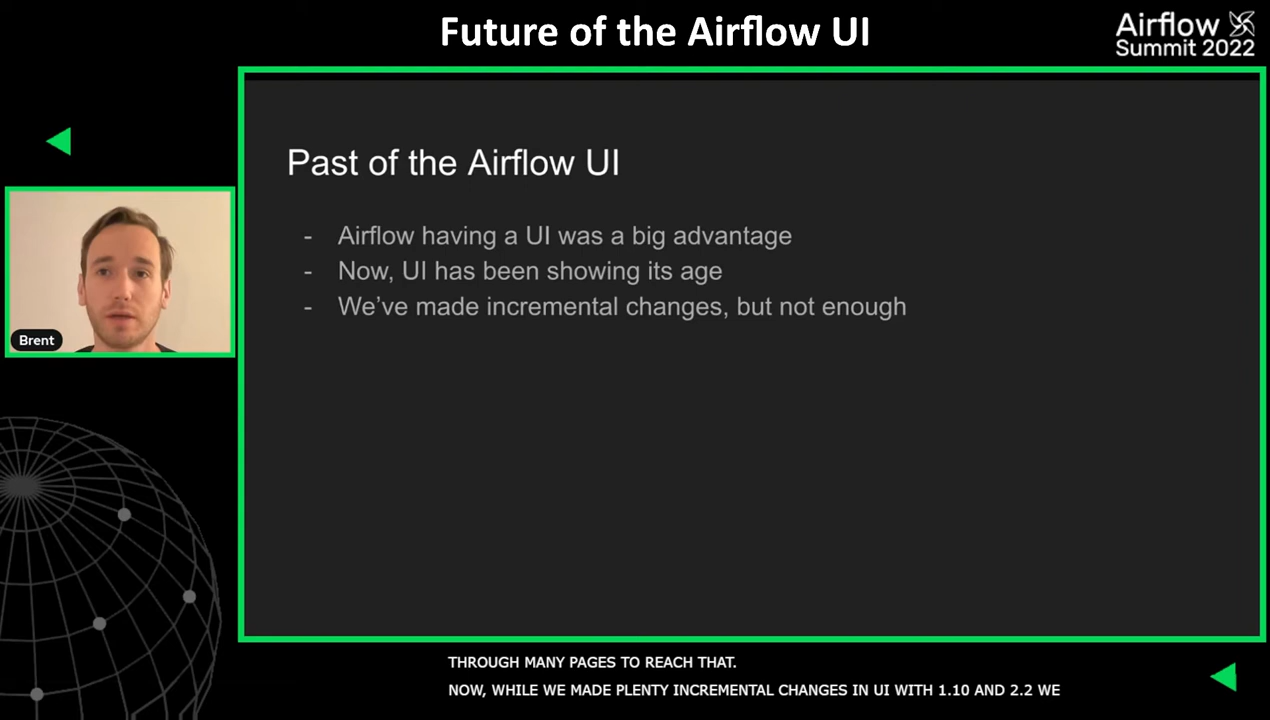 Future of the Airflow UI
Airflow
Summit 2022
Past of the Airflow UI
- Airflow having a UI was a big advantage
- Now, UI has been showing its age
- We’ve made incremental changes, but not enough
Brent
THROUGH MANY PAGES TO REACH THAT.
NOW, WHILE WE MADE PLENTY INCREMENTAL CHANGES IN UI WITH 1.10 AND 2.2 WE